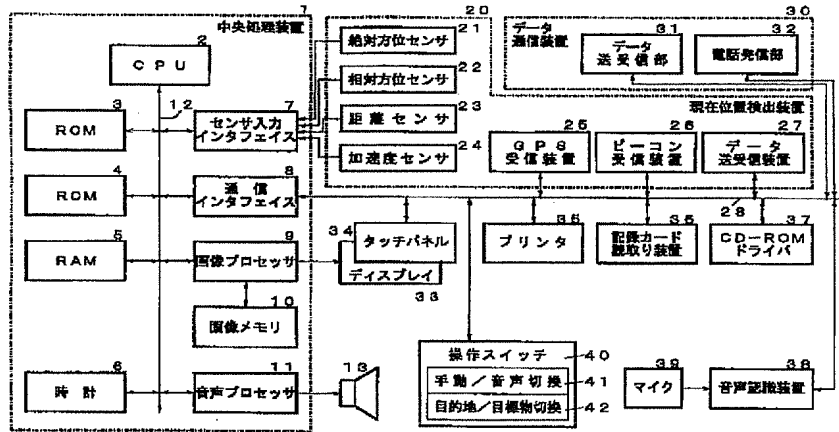 1
中央処理装置
2
CPU
12
3
ROM
7
センサ入力
インタフェイス
4
ROM
8
通信
インタフェイス
5
RAM
9
画像プロセッサ
10
画像メモリ
6
時計
11
音声プロセッサ
13
20
絶対方位センサ
21
相対方位センサ
22
距離センサ
23
加速度センサ
24
30
データ
通信装置
31
データ
送受信部
32
電話発信部
現在位置検出装置
25
GPS
受信装置
26
ビーコン
受信装置
27
データ
送受信装置
28
34
タッチパネル
ディスプレイ
33
35
プリンタ
36
記録カード
読取り装置
37
CD-ROM
ドライバ
操作スイッチ
40
手動/音声切換
41
目的地/目標物切換
42
39
マイク
38
音声認識装置